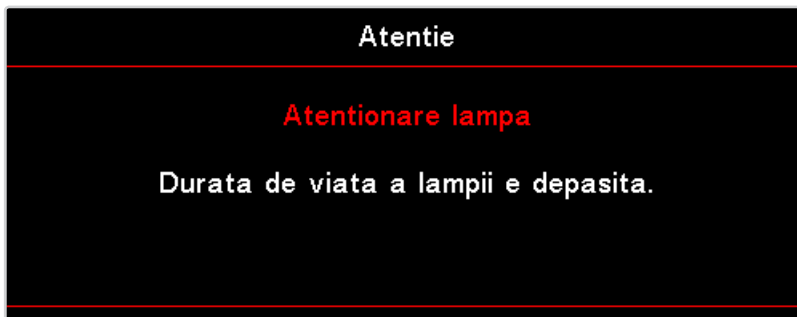 Atentie
Atentionare lampa
Durata de viata a lampii e depasita.